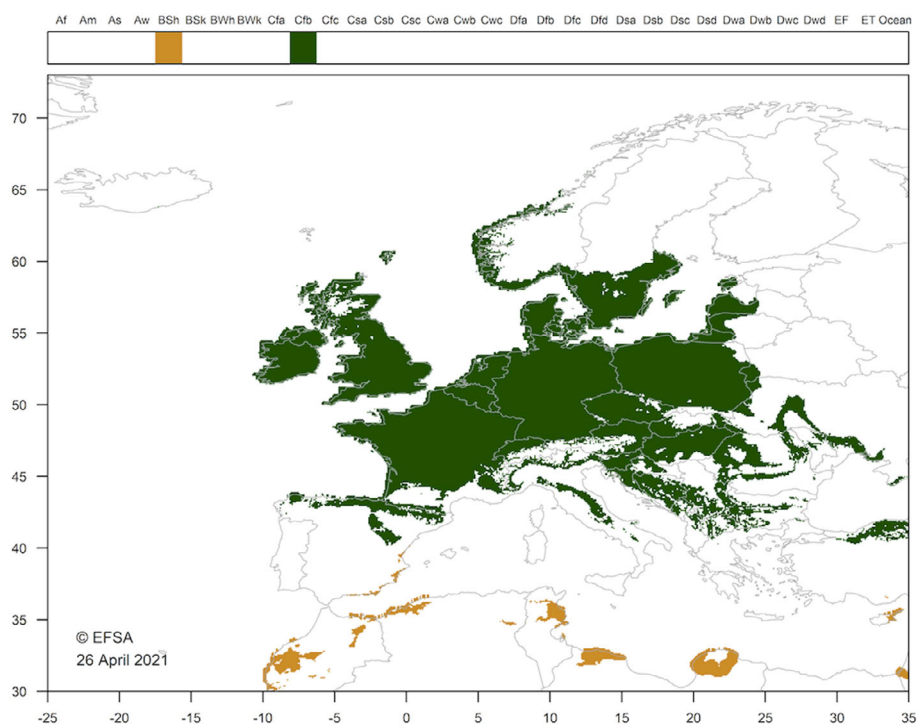 Af Am As Aw BSh BSk BWh BWk Cfa Cfb Cfc Csa Csb Csc Cwa Cwb Cwc Dfa Dfb Dfc Dfd Dsa Dsb Dsc Dsd Dwa Dwb Dwc Dwd EF ET Ocean
70
65
60
55
50
45
40
35
30
© EFSA
26 April 2021
-25 -20 -15 -10 -5 0 5 10 15 20 25 30 35